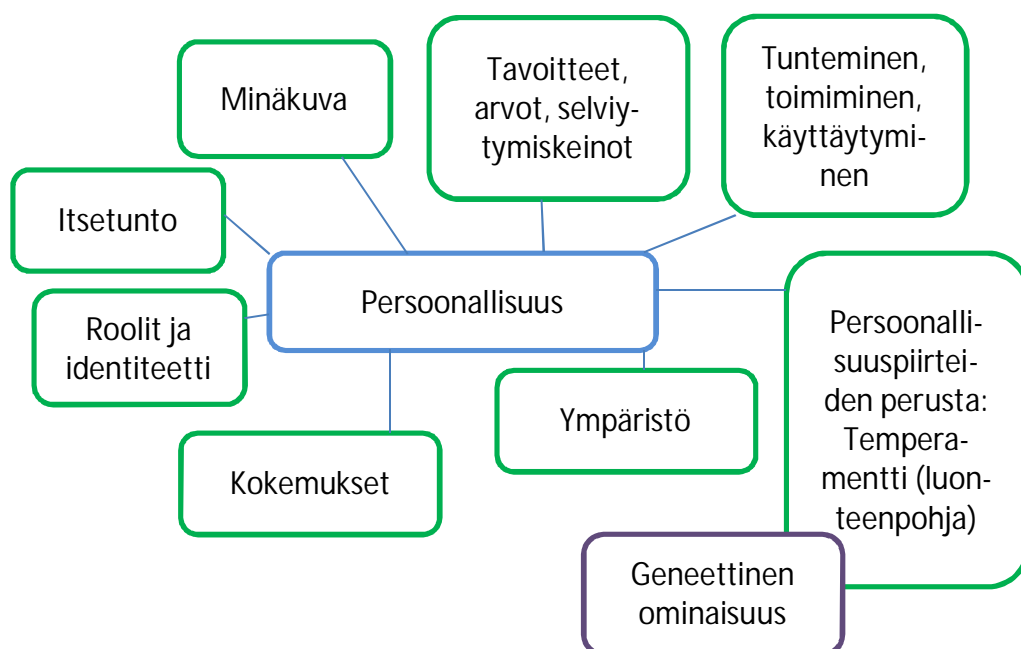 Minäkuva
Tavoitteet,
arvot, selviy-
tymiskeinot
Tunteminen,
toimiminen,
käyttäytymi-
nen
Itsetunto
Persoonallisuus
Roolit ja
identiteetti
Kokemukset
Ympäristö
Persoonalli-
suuspiirtei-
den perusta:
Tempera-
mentti (luon-
teenpohja)
Geneettinen
ominaisuus